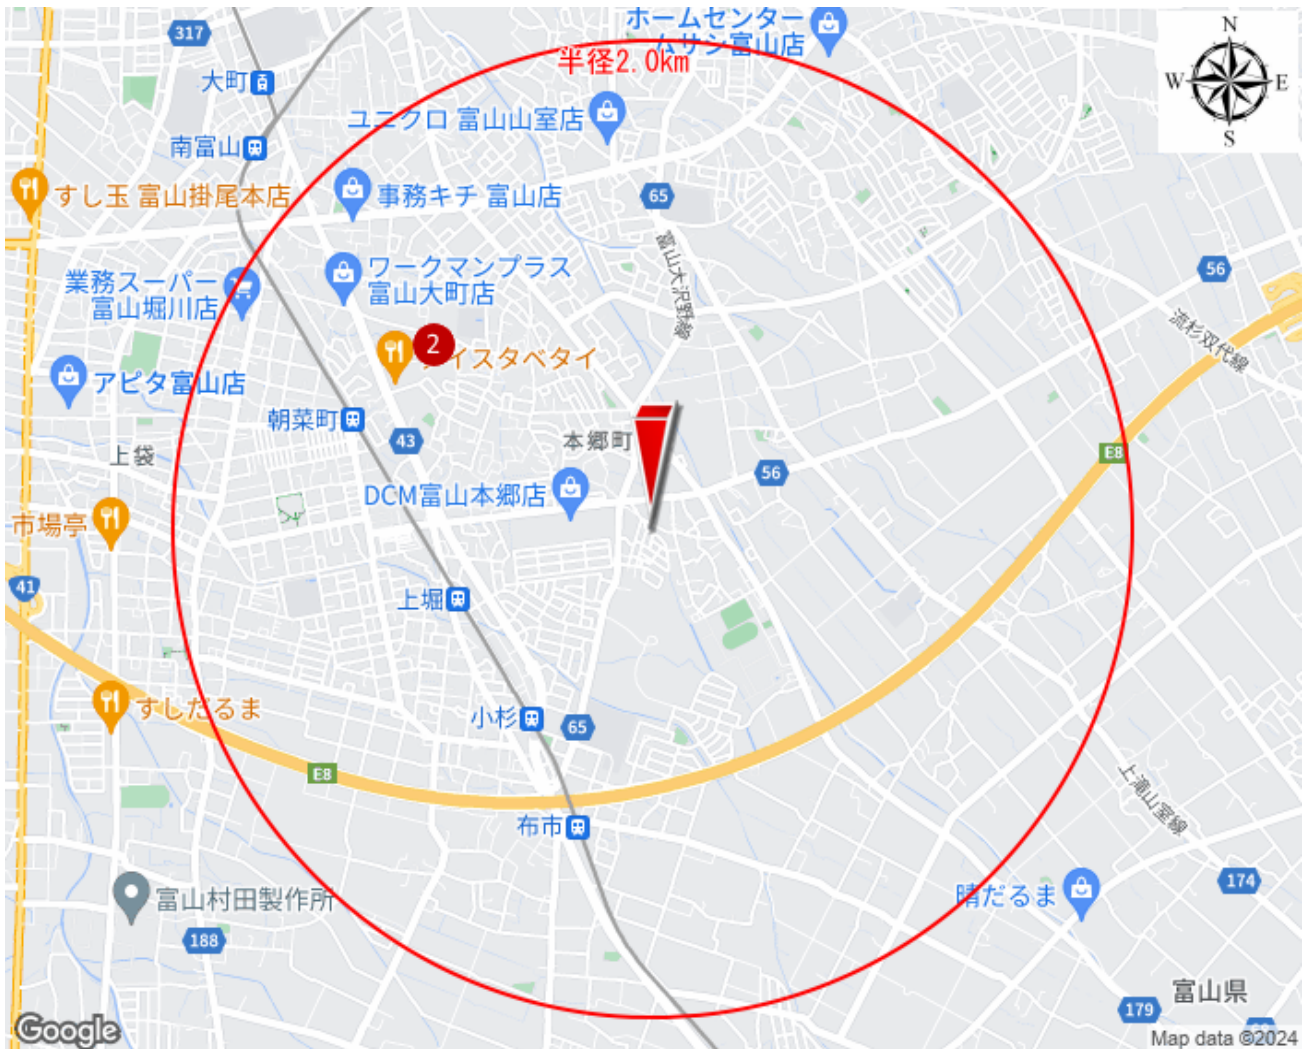 317
ホームセンター
ムサシ富山店
半径2.0km
N
W
E
S
大町
ユニクロ 富山山室店
南富山
すし玉 富山掛尾本店
事務キチ 富山店
65
富山大沢野線
56
業務スーパー
富山堀川店
ワークマンプラス
富山大町店
流杉双代線
2
イスタベタイ
アピタ富山店
朝菜町
43
本郷町
E8
上袋
56
DCM富山本郷店
市場亭
41
上堀
すしだるま
小杉
65
E8
上滝山室線
布市
富山村田製作所
晴だるま
174
188
富山県
179
Google
Map data ©2024